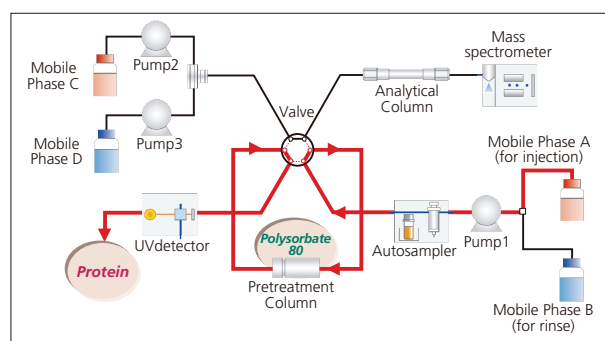 Mobile
Phase C
Pump2
Mobile
Phase D
Pump3
Valve
Analytical
Column
Mass
spectrometer
Mobile Phase A
(for injection)
UVdetector
Protein
Polysorbate
80
Pretreatment
Column
Autosampler
Pump1
Mobile Phase B
(for rinse)